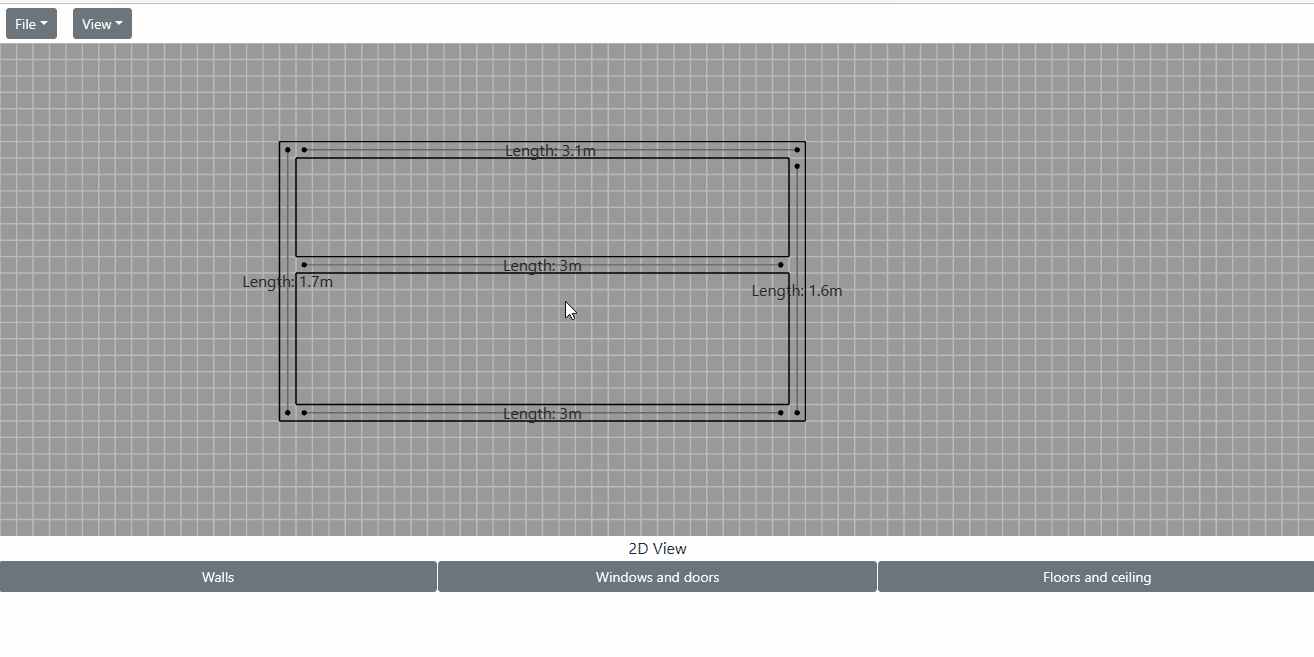 File View
Length: 3.1m
Length: 3m
Length: 1.7m
Length: 1.6m
Length: 3m
2D View
Walls Windows and doors Floors and ceiling